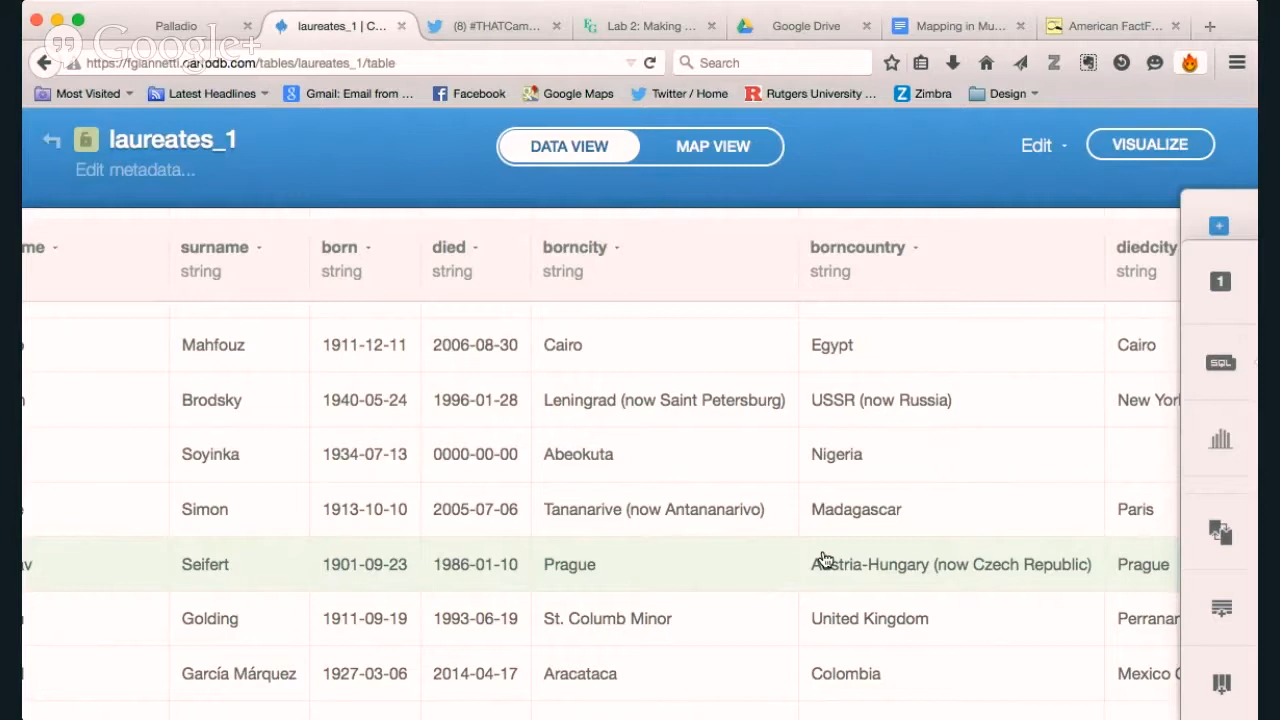 Palladio
laureates_1 | C...
(8) #THATCam...
Lab 2: Making ...
Google Drive
Mapping in Mu...
American FactF...
Google+
https://fgiannetti.cartodb.com/tables/laureates_1/table
Search
Most Visited
Latest Headlines
Gmail: Email from ...
Facebook
Google Maps
Twitter / Home
Rutgers University ...
Zimbra
Design
laureates_1
DATA VIEW
MAP VIEW
Edit
VISUALIZE
Edit metadata...
me surname born died borncity borncountry diedcity
string string string string string string
1
SQL
Mahfouz 1911-12-11 2006-08-30 Cairo Egypt Cairo
Brodsky 1940-05-24 1996-01-28 Leningrad (now Saint Petersburg) USSR (now Russia) New Yor
Soyinka 1934-07-13 0000-00-00 Abeokuta Nigeria
Simon 1913-10-10 2005-07-06 Tananarive (now Antananarivo) Madagascar Paris
Seifert 1901-09-23 1986-01-10 Prague Austria-Hungary (now Czech Republic) Prague
Golding 1911-09-19 1993-06-19 St. Columb Minor United Kingdom Perranar
García Márquez 1927-03-06 2014-04-17 Aracataca Colombia Mexico C